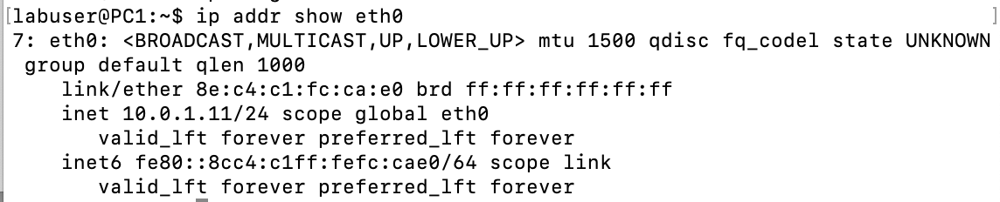 [labuser@PC1:~$ ip addr show eth0 ]
7: eth0: <BROADCAST,MULTICAST,UP,LOWER_UP> mtu 1500 qdisc fq_codel state UNKNOWN
group default qlen 1000
link/ether 8e:c4:c1:fc:ca:e0 brd ff:ff:ff:ff:ff:ff
inet 10.0.1.11/24 scope global eth0
valid_lft forever preferred_lft forever
inet6 fe80::8cc4:c1ff:fefc:cae0/64 scope link
valid_lft forever preferred_lft forever